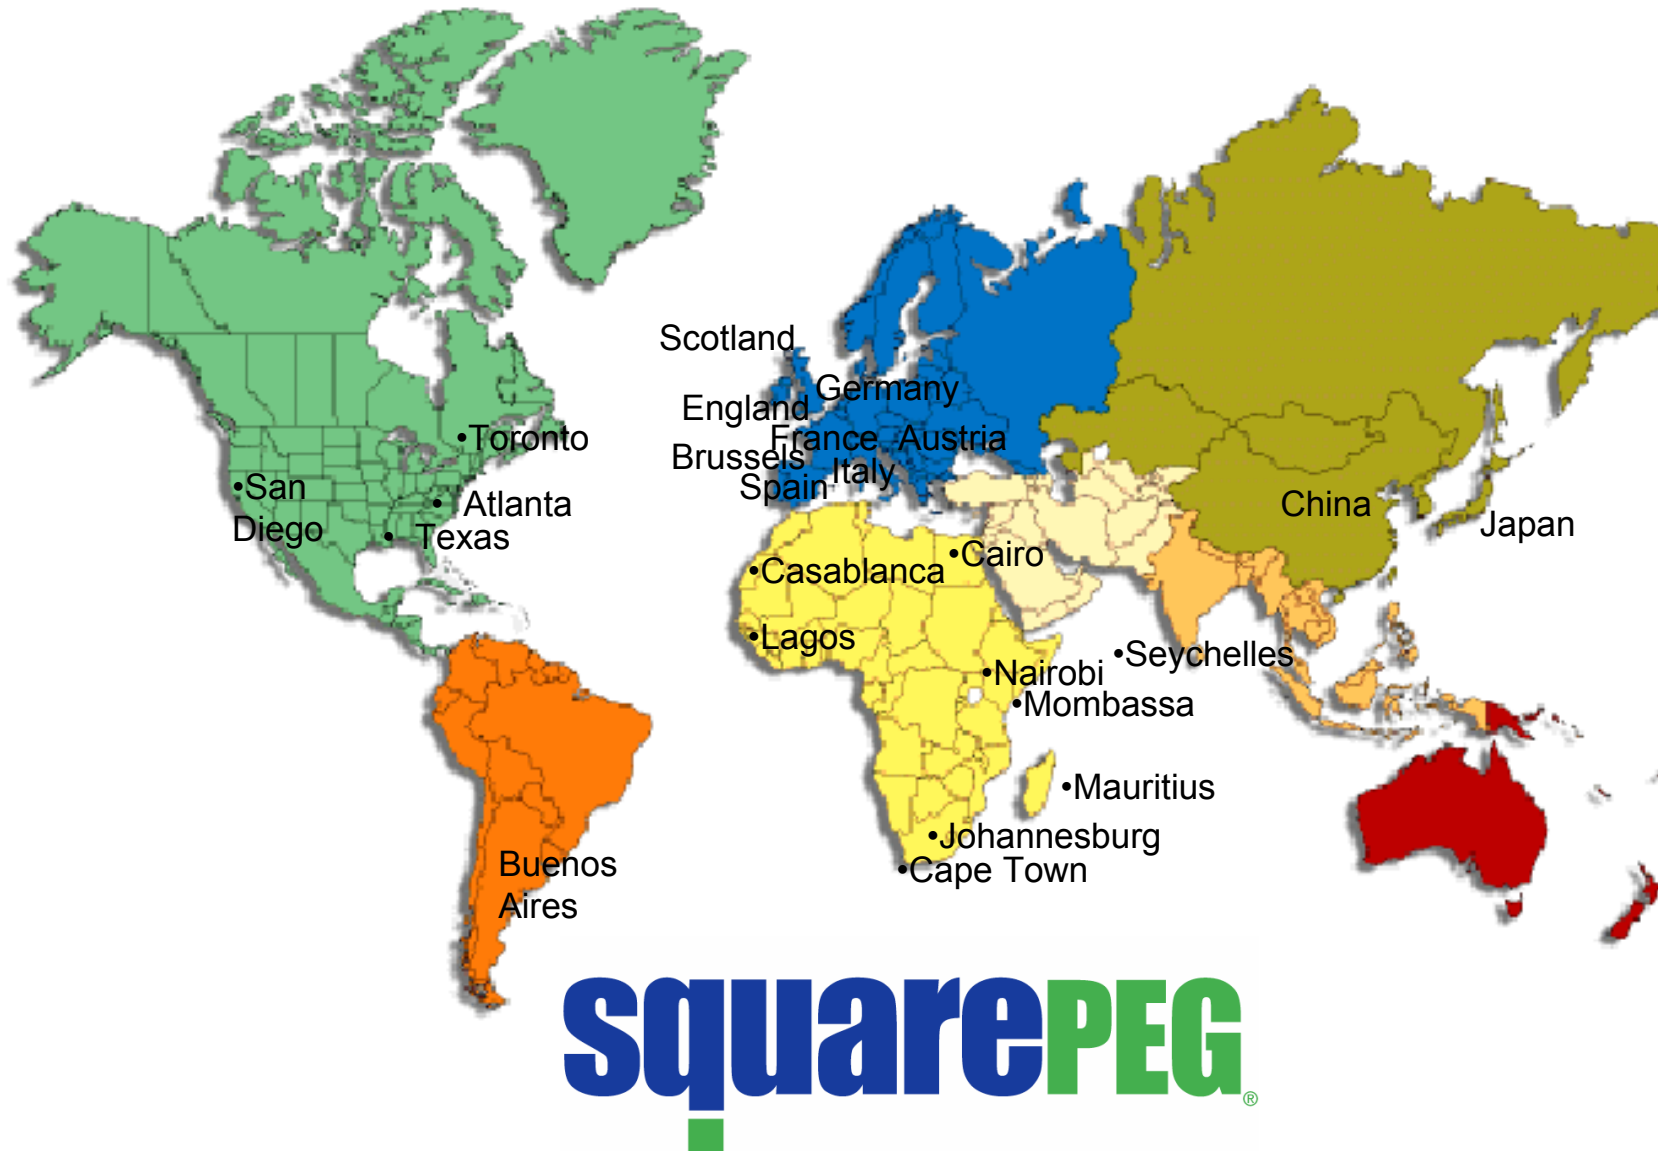 Scotland
Germany
England
France
Austria
Brussels
Italy
Spain
•Toronto
•San
Diego
• Atlanta
• Texas
China
Japan
•Cairo
•Casablanca
•Lagos
•Seychelles
•Nairobi
•Mombassa
•Mauritius
•Johannesburg
•Cape Town
Buenos
Aires
squarePEG®